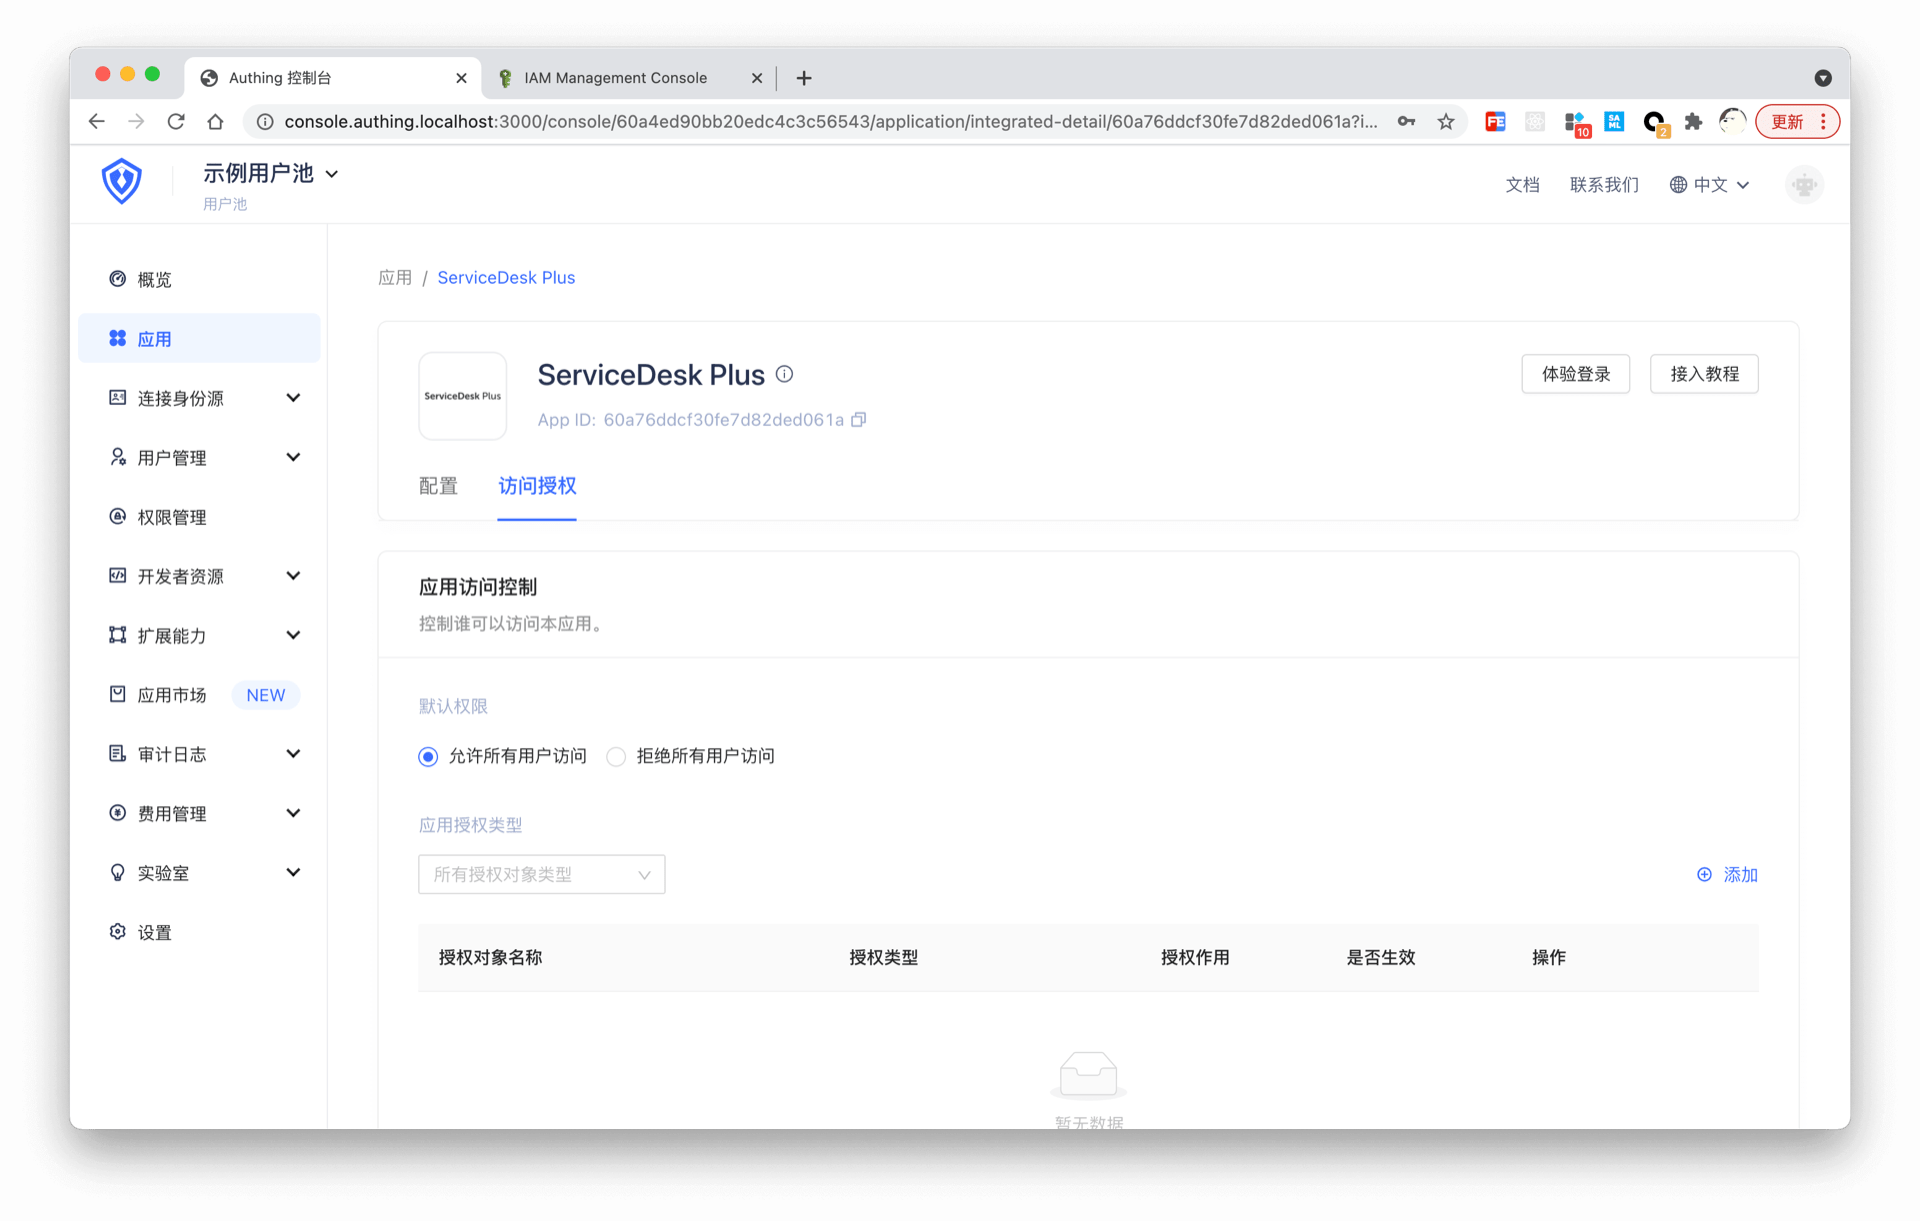 Authing 控制台
IAM Management Console
console.authing.localhost:3000/console/60a4ed90bb20edc4c3c56543/application/integrated-detail/60a76ddcf30fe7d82ded061a?i...
FE
10
SA
ML
2
更新
示例用户池
用户池
文档
联系我们
中文
概览
应用
连接身份源
用户管理
权限管理
开发者资源
扩展能力
应用市场 NEW
审计日志
费用管理
实验室
设置
应用 / ServiceDesk Plus
ServiceDesk Plus
ServiceDesk Plus
App ID: 60a76ddcf30fe7d82ded061a
体验登录
接入教程
配置
访问授权
应用访问控制
控制谁可以访问本应用。
默认权限
允许所有用户访问
拒绝所有用户访问
应用授权类型
所有授权对象类型
添加
授权对象名称 授权类型 授权作用 是否生效 操作
暂无数据